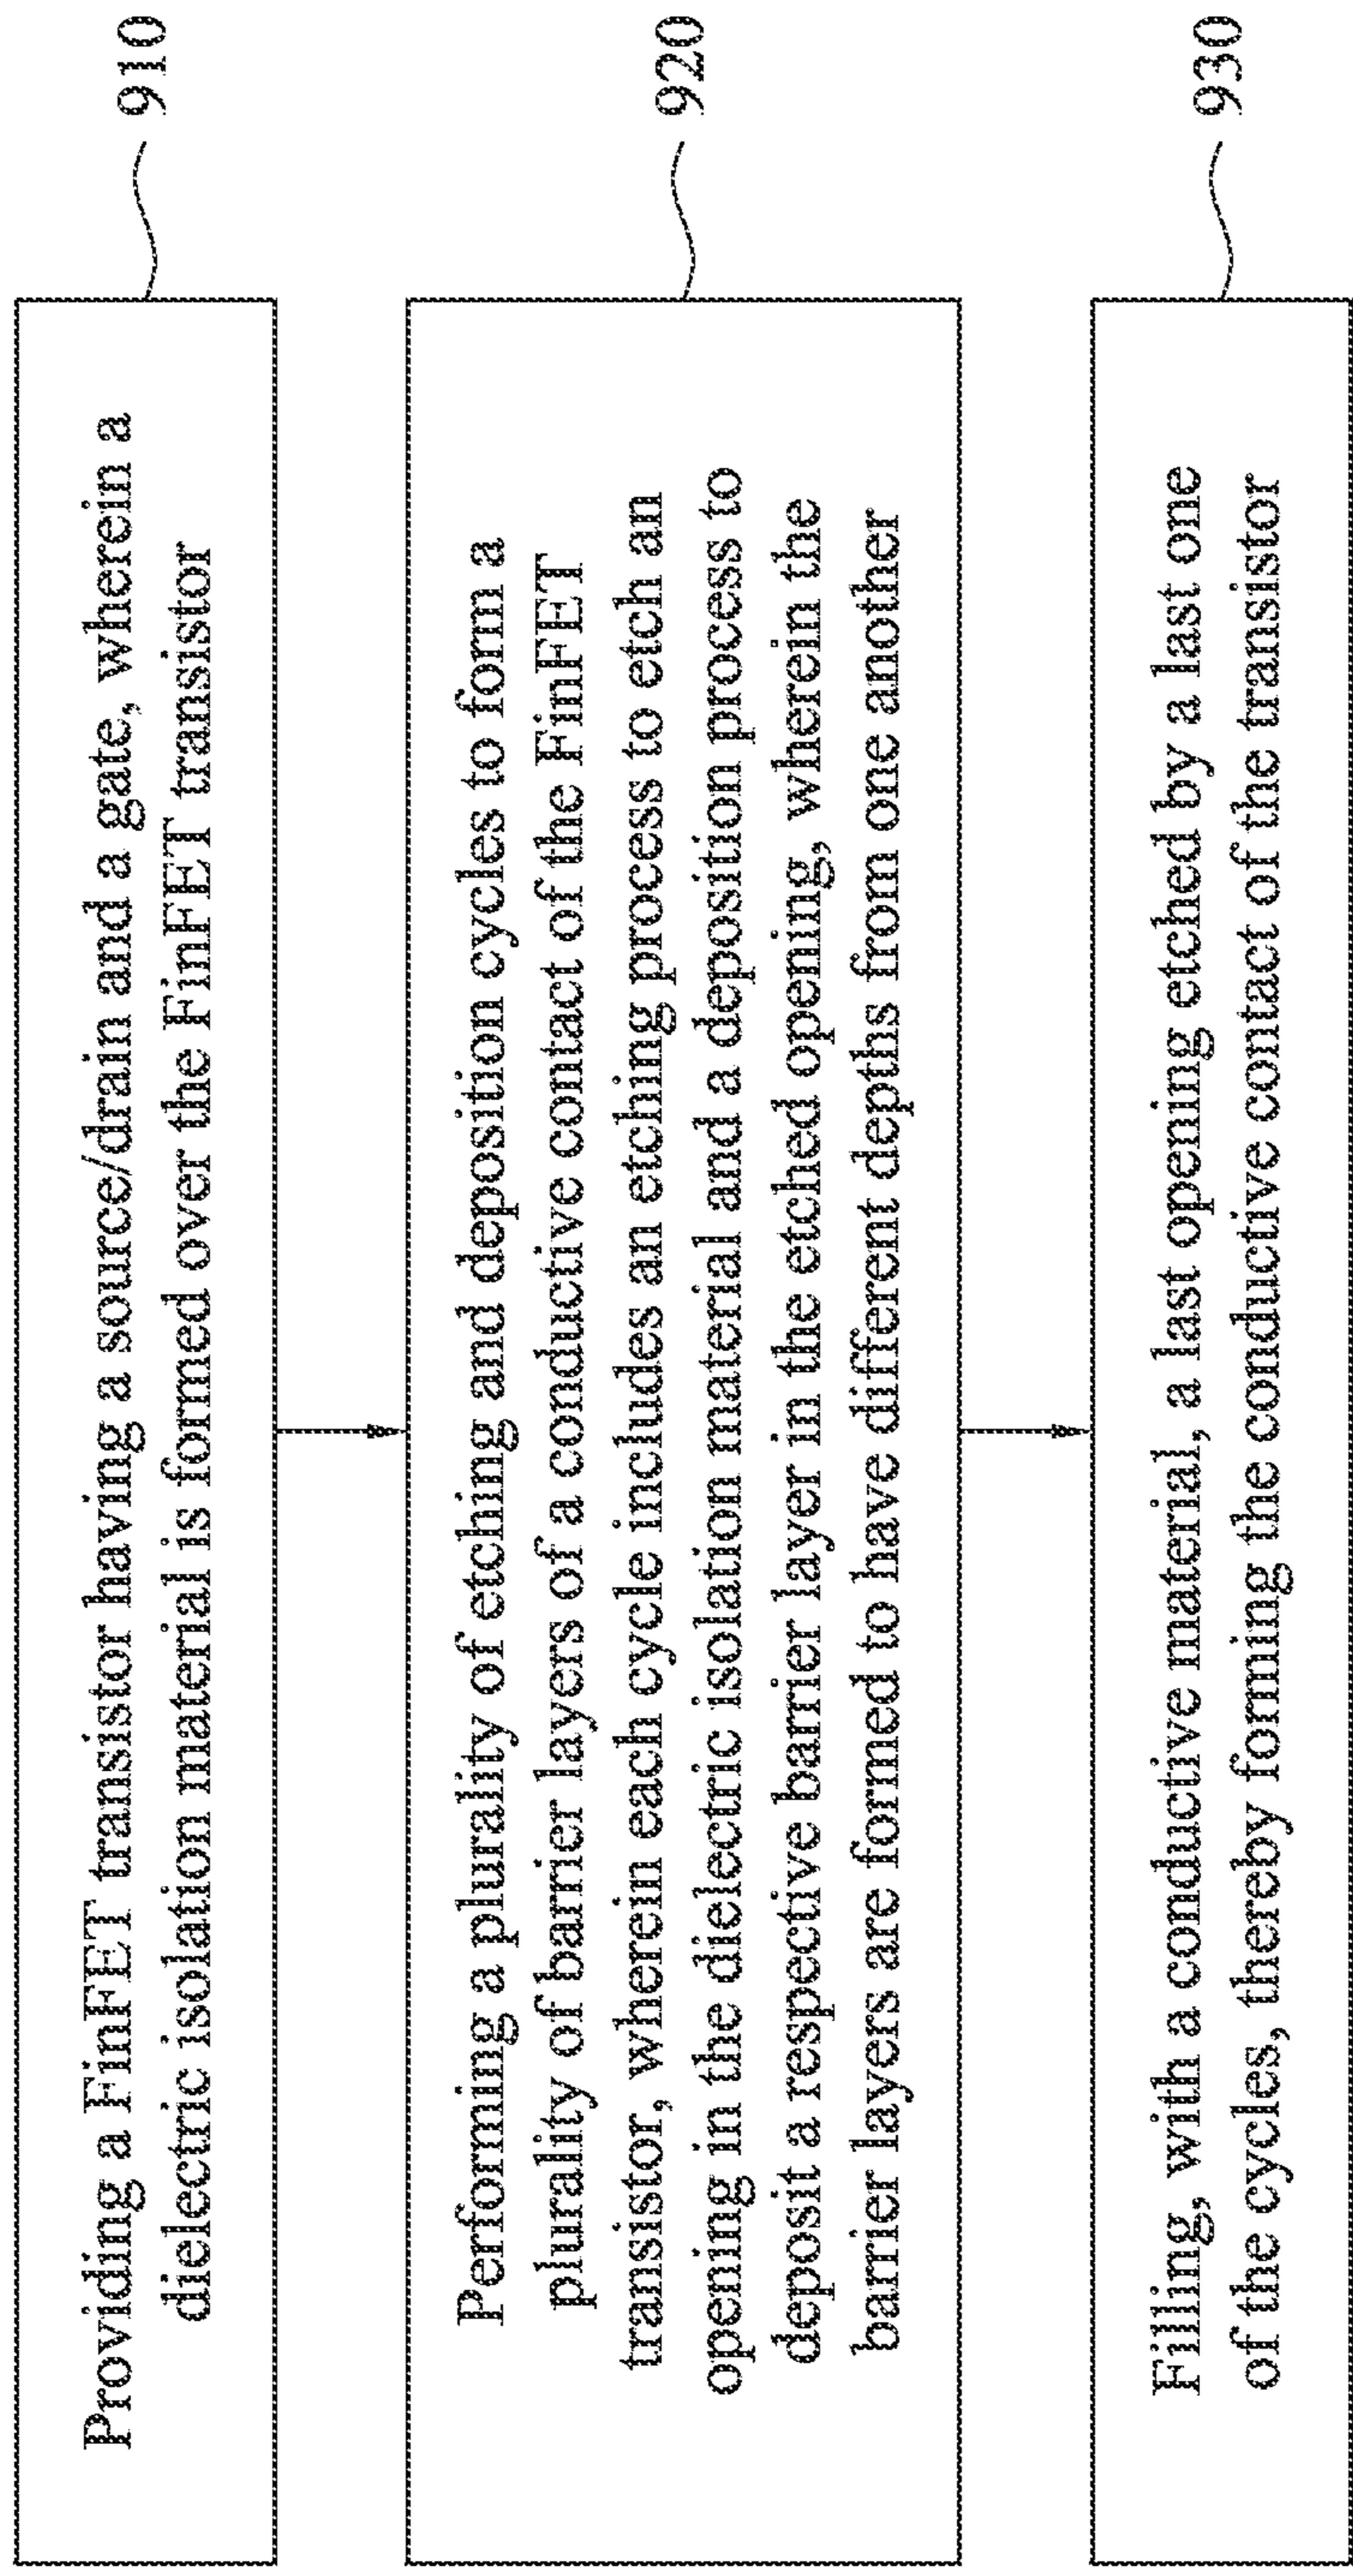 Providing a FinFET transistor having a source/drain and a gate, wherein a
dielectric isolation material is formed over the FinFET transistor
910
Performing a plurality of etching and deposition cycles to form a
plurality of barrier layers of a conductive contact of the FinFET
transistor, wherein each cycle includes an etching process to etch an
opening in the dielectric isolation material and a deposition process to
deposit a respective barrier layer in the etched opening, wherein the
barrier layers are formed to have different depths from one another
920
Filling, with a conductive material, a last opening etched by a last one
of the cycles, thereby forming the conductive contact of the transistor
930